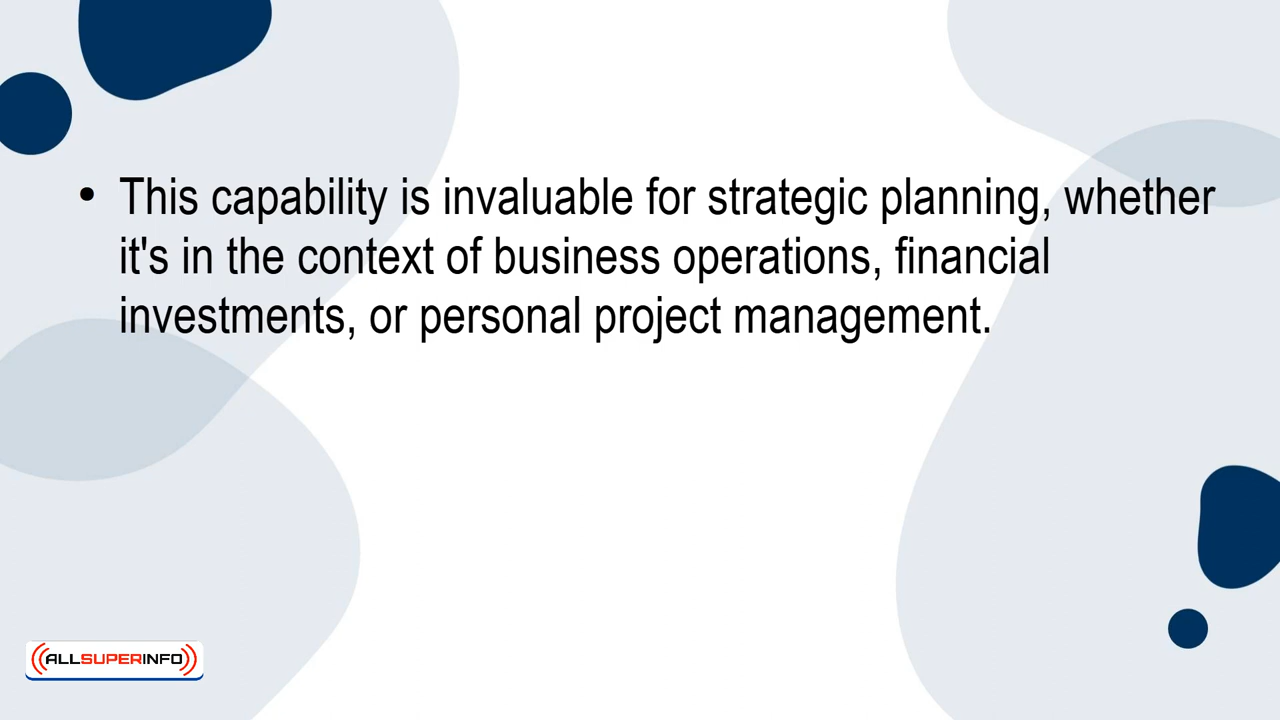 • This capability is invaluable for strategic planning, whether
it's in the context of business operations, financial
investments, or personal project management.
ALLSUPERINFO